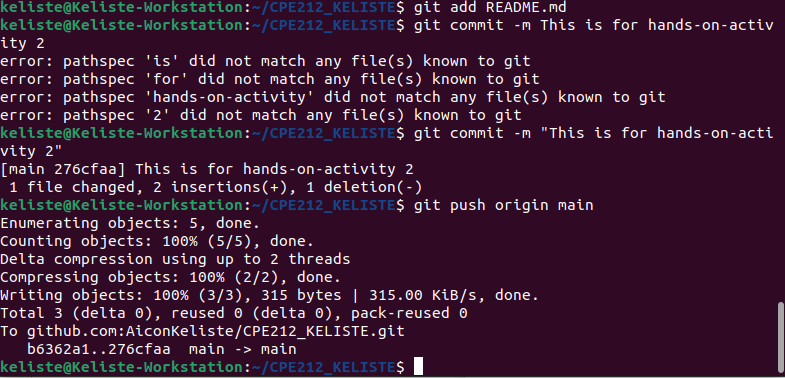 keliste@Keliste-Workstation:~/CPE212_KELISTE$ git add README.md
keliste@Keliste-Workstation:~/CPE212_KELISTE$ git commit -m This is for hands-on-activ
ity 2
error: pathspec 'is' did not match any file(s) known to git
error: pathspec 'for' did not match any file(s) known to git
error: pathspec 'hands-on-activity' did not match any file(s) known to git
error: pathspec '2' did not match any file(s) known to git
keliste@Keliste-Workstation:~/CPE212_KELISTE$ git commit -m "This is for hands-on-acti
vity 2"
[main 276cfaa] This is for hands-on-activity 2
 1 file changed, 2 insertions(+), 1 deletion(-)
keliste@Keliste-Workstation:~/CPE212_KELISTE$ git push origin main
Enumerating objects: 5, done.
Counting objects: 100% (5/5), done.
Delta compression using up to 2 threads
Compressing objects: 100% (2/2), done.
Writing objects: 100% (3/3), 315 bytes | 315.00 KiB/s, done.
Total 3 (delta 0), reused 0 (delta 0), pack-reused 0
To github.com:AiconKeliste/CPE212_KELISTE.git
   b6362a1..276cfaa  main -> main
keliste@Keliste-Workstation:~/CPE212_KELISTE$